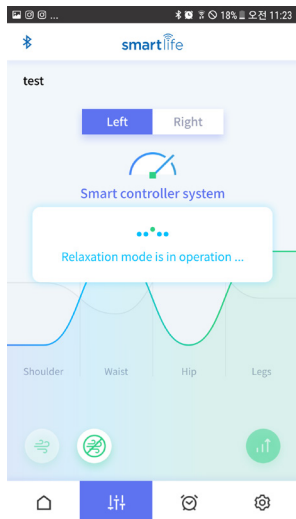 18% 오전 11:23
smartlife
test
Left Right
Smart controller system
Relaxation mode is in operation ...
Shoulder Waist Hip Legs